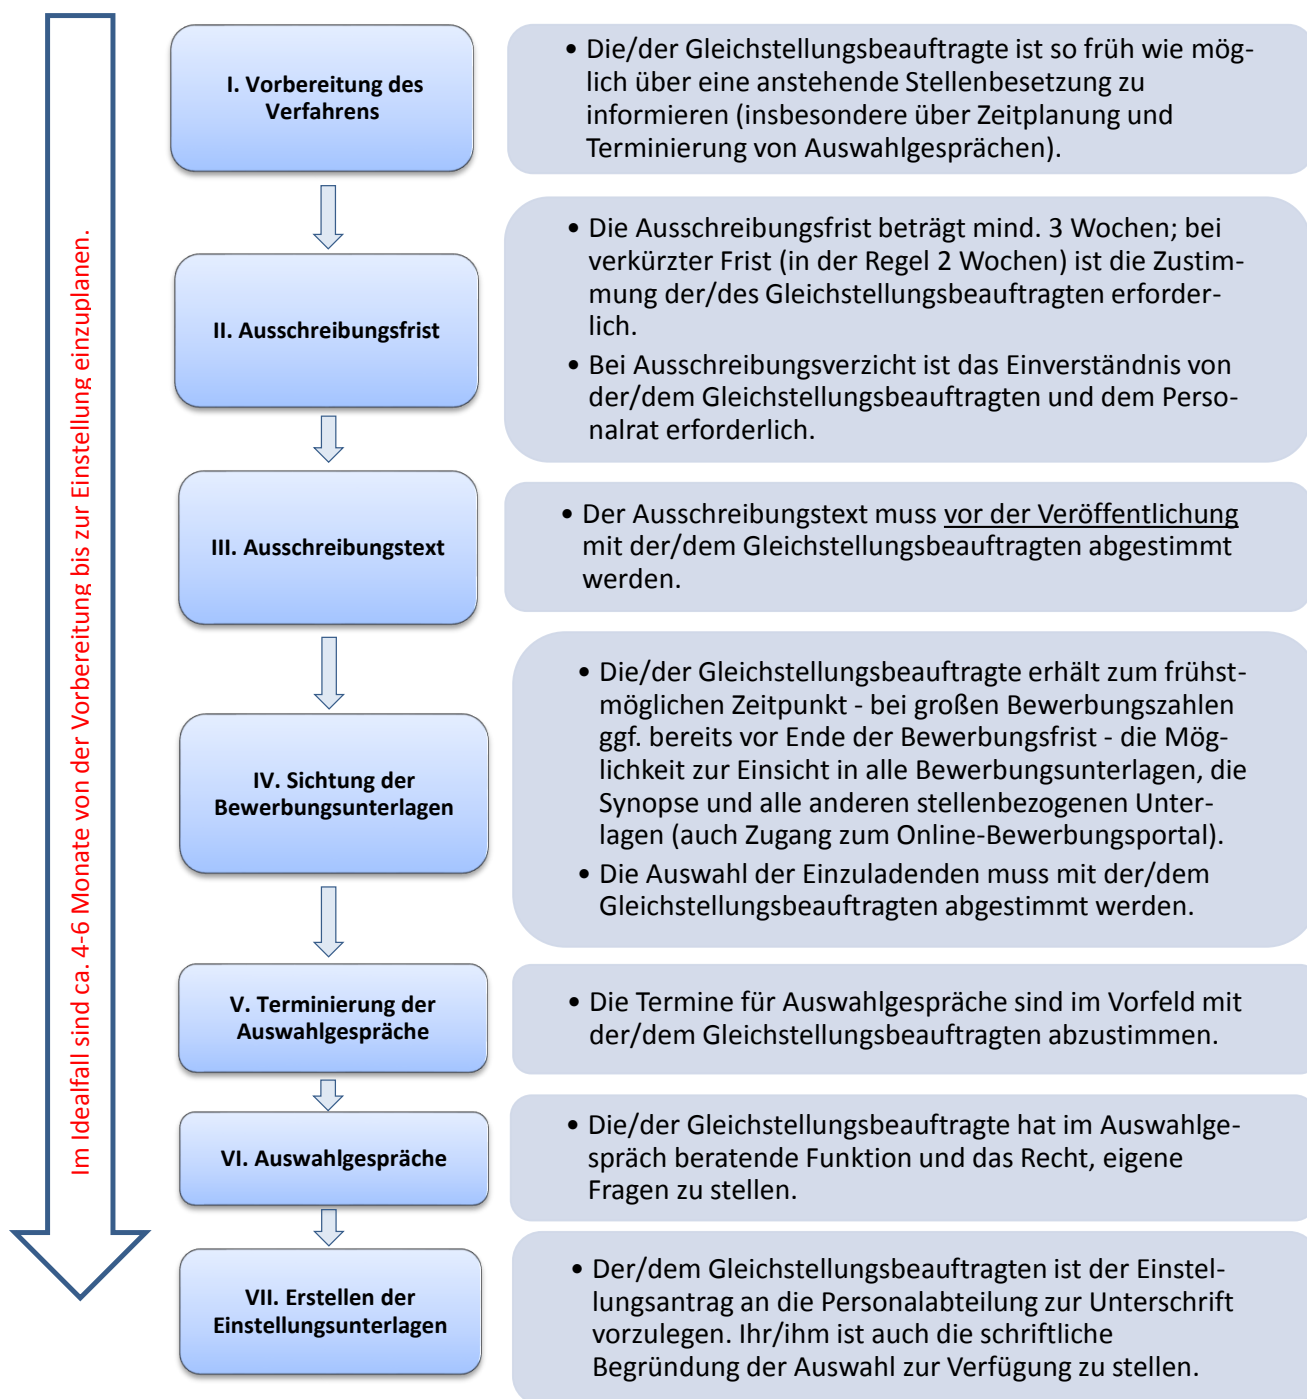 Im Idealfall sind ca. 4-6 Monate von der Vorbereitung bis zur Einstellung einzuplanen.
I. Vorbereitung des
Verfahrens
• Die/der Gleichstellungsbeauftragte ist so früh wie mög-
lich über eine anstehende Stellenbesetzung zu
informieren (insbesondere über Zeitplanung und
Terminierung von Auswahlgesprächen).
II. Ausschreibungsfrist
• Die Ausschreibungsfrist beträgt mind. 3 Wochen; bei
verkürzter Frist (in der Regel 2 Wochen) ist die Zustim-
mung der/des Gleichstellungsbeauftragten erforder-
lich.
• Bei Ausschreibungsverzicht ist das Einverständnis von
der/dem Gleichstellungsbeauftragten und dem Perso-
nalrat erforderlich.
III. Ausschreibungstext
• Der Ausschreibungstext muss vor der Veröffentlichung
mit der/dem Gleichstellungsbeauftragten abgestimmt
werden.
IV. Sichtung der
Bewerbungsunterlagen
• Die/der Gleichstellungsbeauftragte erhält zum frühst-
möglichen Zeitpunkt - bei großen Bewerbungszahlen
ggf. bereits vor Ende der Bewerbungsfrist - die Mög-
lichkeit zur Einsicht in alle Bewerbungsunterlagen, die
Synopse und alle anderen stellenbezogenen Unter-
lagen (auch Zugang zum Online-Bewerbungsportal).
• Die Auswahl der Einzuladenden muss mit der/dem
Gleichstellungsbeauftragten abgestimmt werden.
V. Terminierung der
Auswahlgespräche
• Die Termine für Auswahlgespräche sind im Vorfeld mit
der/dem Gleichstellungsbeauftragten abzustimmen.
VI. Auswahlgespräche
• Die/der Gleichstellungsbeauftragte hat im Auswahlge-
spräch beratende Funktion und das Recht, eigene
Fragen zu stellen.
VII. Erstellen der
Einstellungsunterlagen
• Der/dem Gleichstellungsbeauftragten ist der Einstel-
lungsantrag an die Personalabteilung zur Unterschrift
vorzulegen. Ihr/ihm ist auch die schriftliche
Begründung der Auswahl zur Verfügung zu stellen.